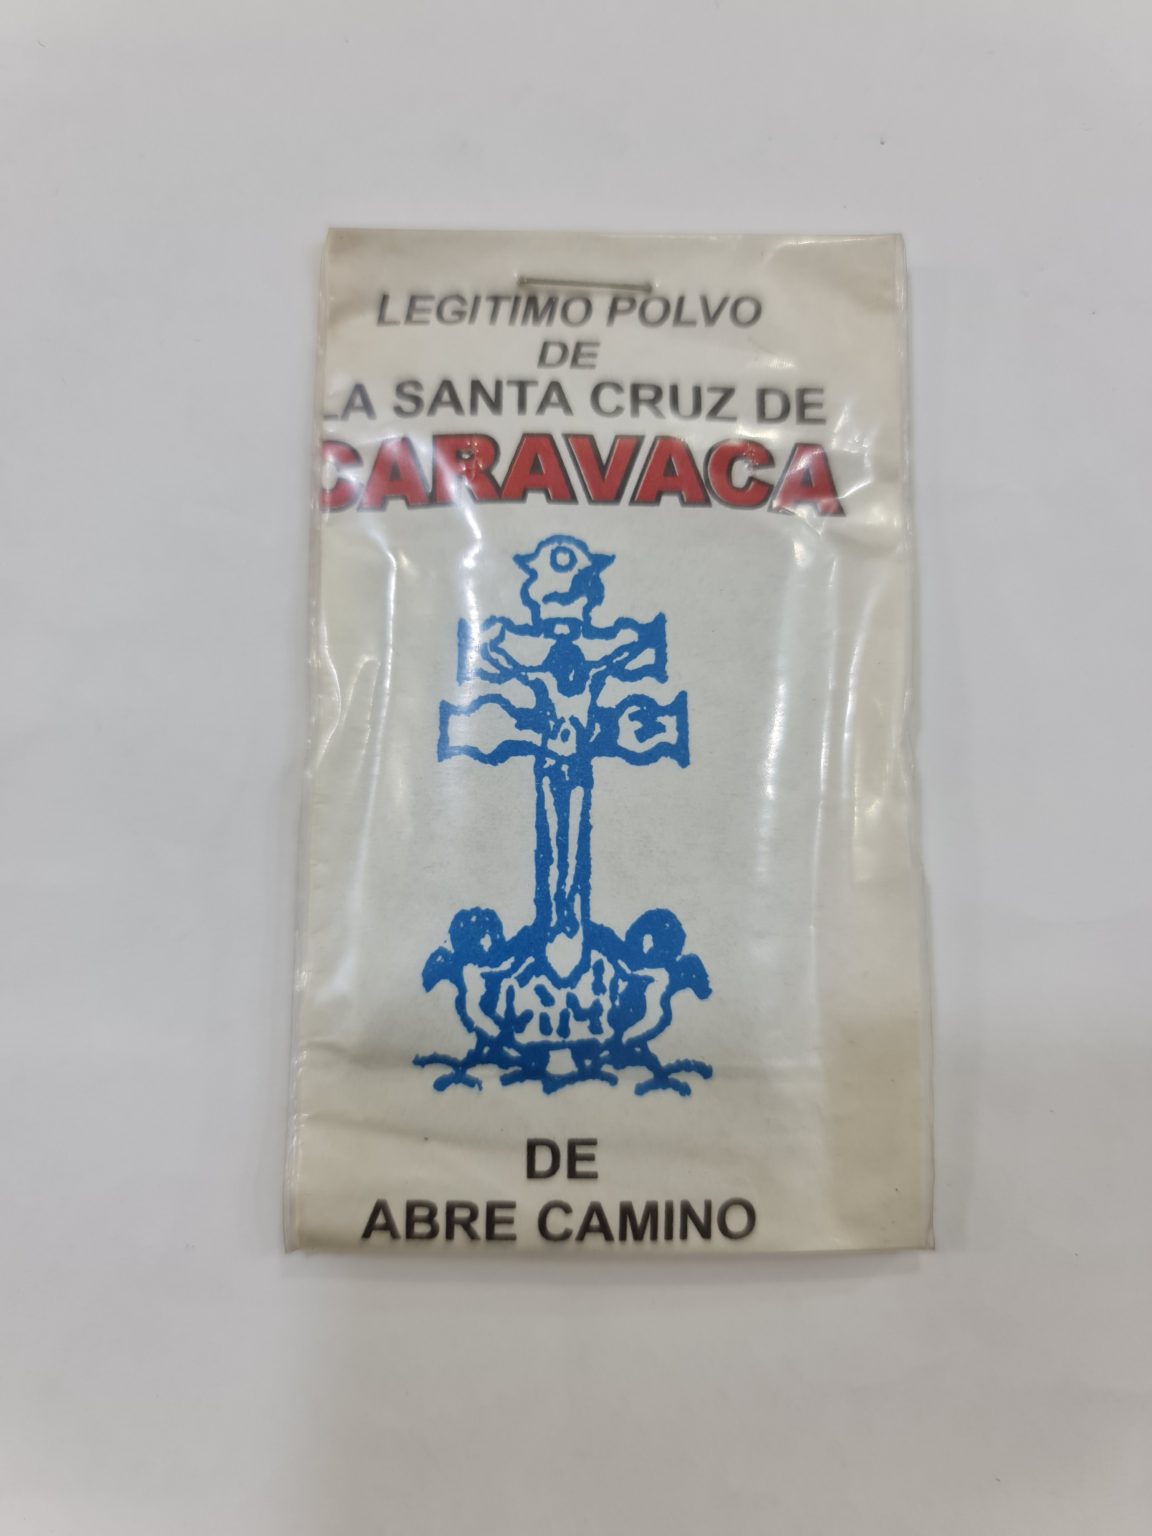 LEGITIMO POLVO
DE
LA SANTA CRUZ DE
CARAVACA
DE
ABRE CAMINO